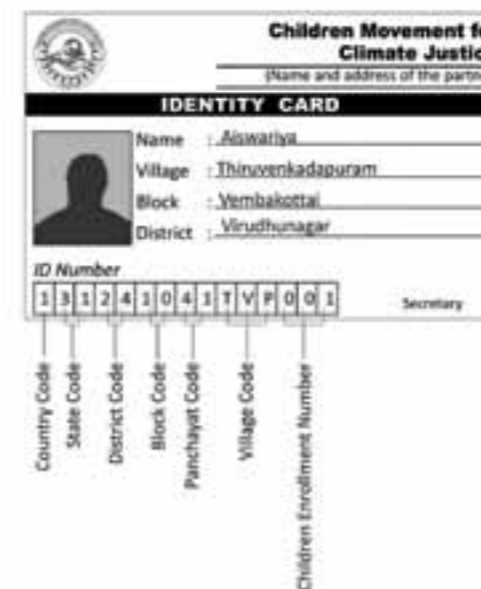 Children Movement f
Climate Justic
(Name and address of the partn
IDENTITY CARD
Name : Aiswariya
Village : Thiruvenkadapuram
Block : Vembakottai
District : Virudhunagar
ID Number
1 3 1 2 4 1 0 4 1 T V P 0 0 1
Secretary
Country Code
State Code
District Code
Block Code
Panchayat Code
Village Code
Children Enrollment Number